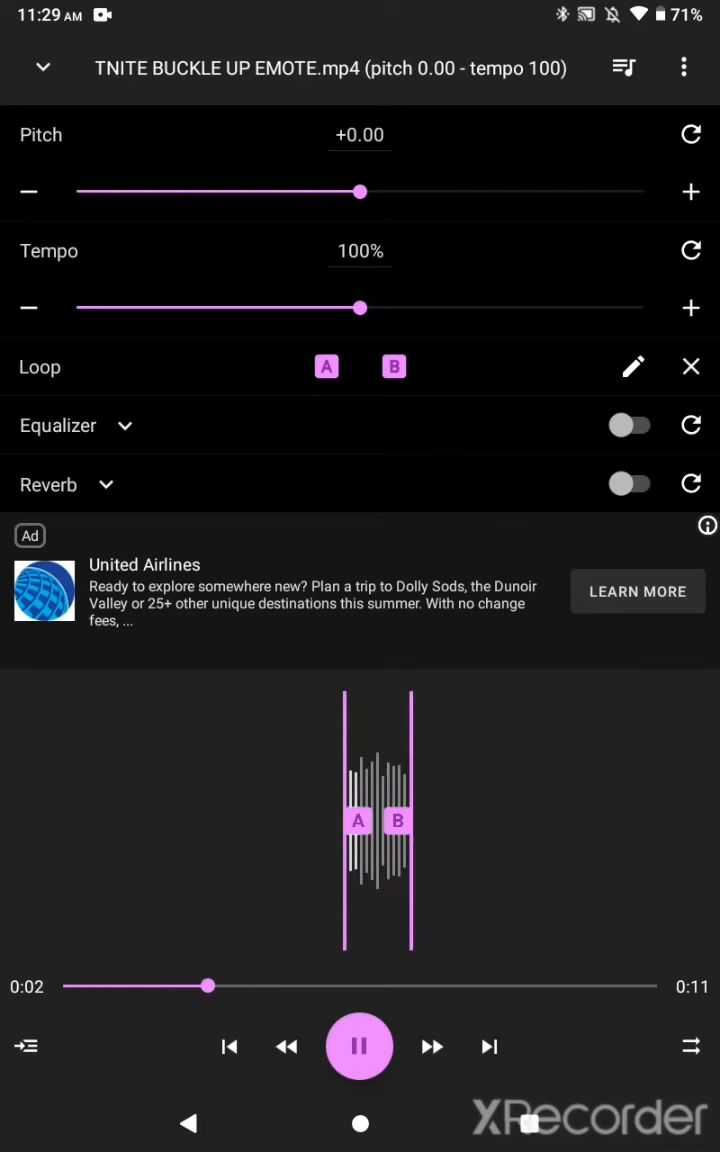 11:29 AM
71%
TNITE BUCKLE UP EMOTE.mp4 (pitch 0.00 - tempo 100)
Pitch
+0.00
Tempo
100%
Loop
A
B
Equalizer
Reverb
Ad
United Airlines
Ready to explore somewhere new? Plan a trip to Dolly Sods, the Dunoir
Valley or 25+ other unique destinations this summer. With no change
fees, ...
LEARN MORE
A
B
0:02
0:11
XRecorder